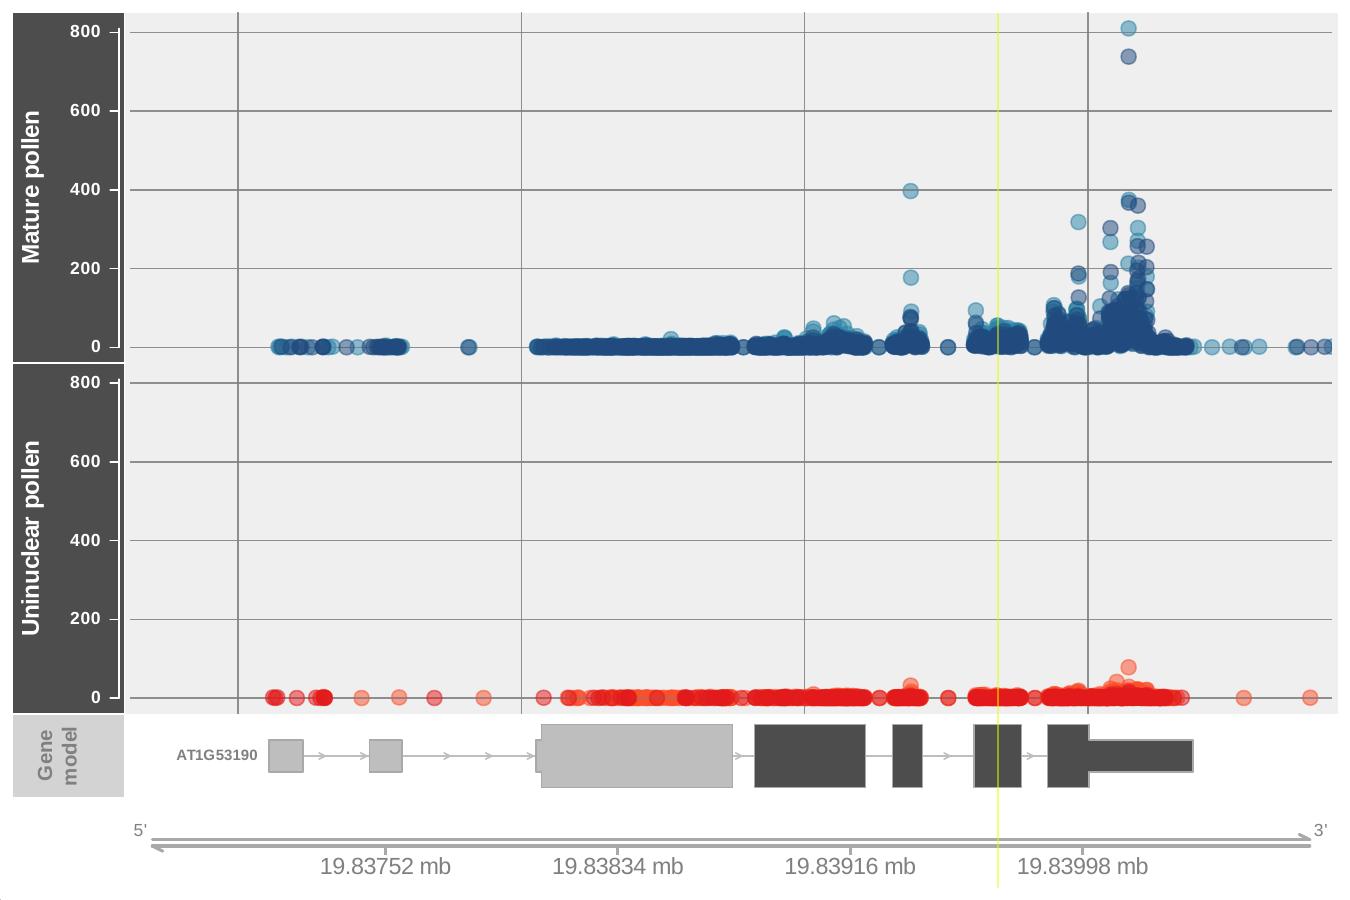 Mature pollen
800
600
400
200
0
Uninuclear pollen
800
600
400
200
0
Gene
model
AT1G53190
5'
3'
19.83752 mb
19.83834 mb
19.83916 mb
19.83998 mb